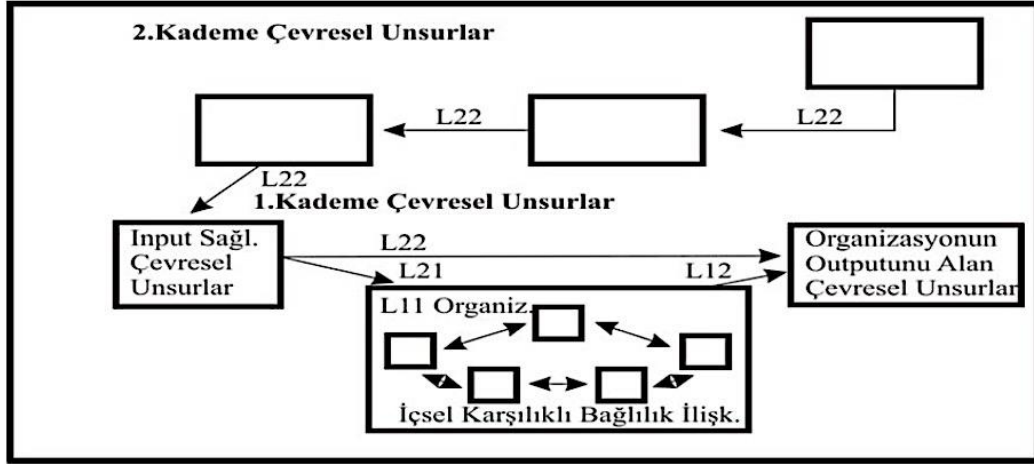 2.Kademe Çevresel Unsurlar
L22
L22
L22
1.Kademe Çevresel Unsurlar
Input Sağl.
Çevresel
Unsurlar
L22
L21
L12
Organizasyonun
Outputunu Alan
Çevresel Unsurlar
L11 Organiz.
İçsel Karşılıklı Bağlılık İlişk.